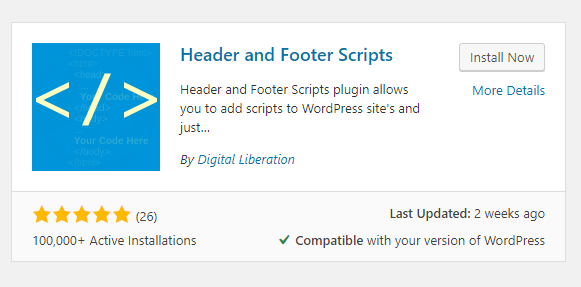 <!DOCTYPE html>
<html>
<head>
Your Code Here
</head>
<body>
Your Code Here
</body>
</html>
</>
Header and Footer Scripts
Install Now
More Details
Header and Footer Scripts plugin allows
you to add scripts to WordPress site's and
just...
By Digital Liberation
(26)
Last Updated: 2 weeks ago
100,000+ Active Installations
Compatible with your version of WordPress